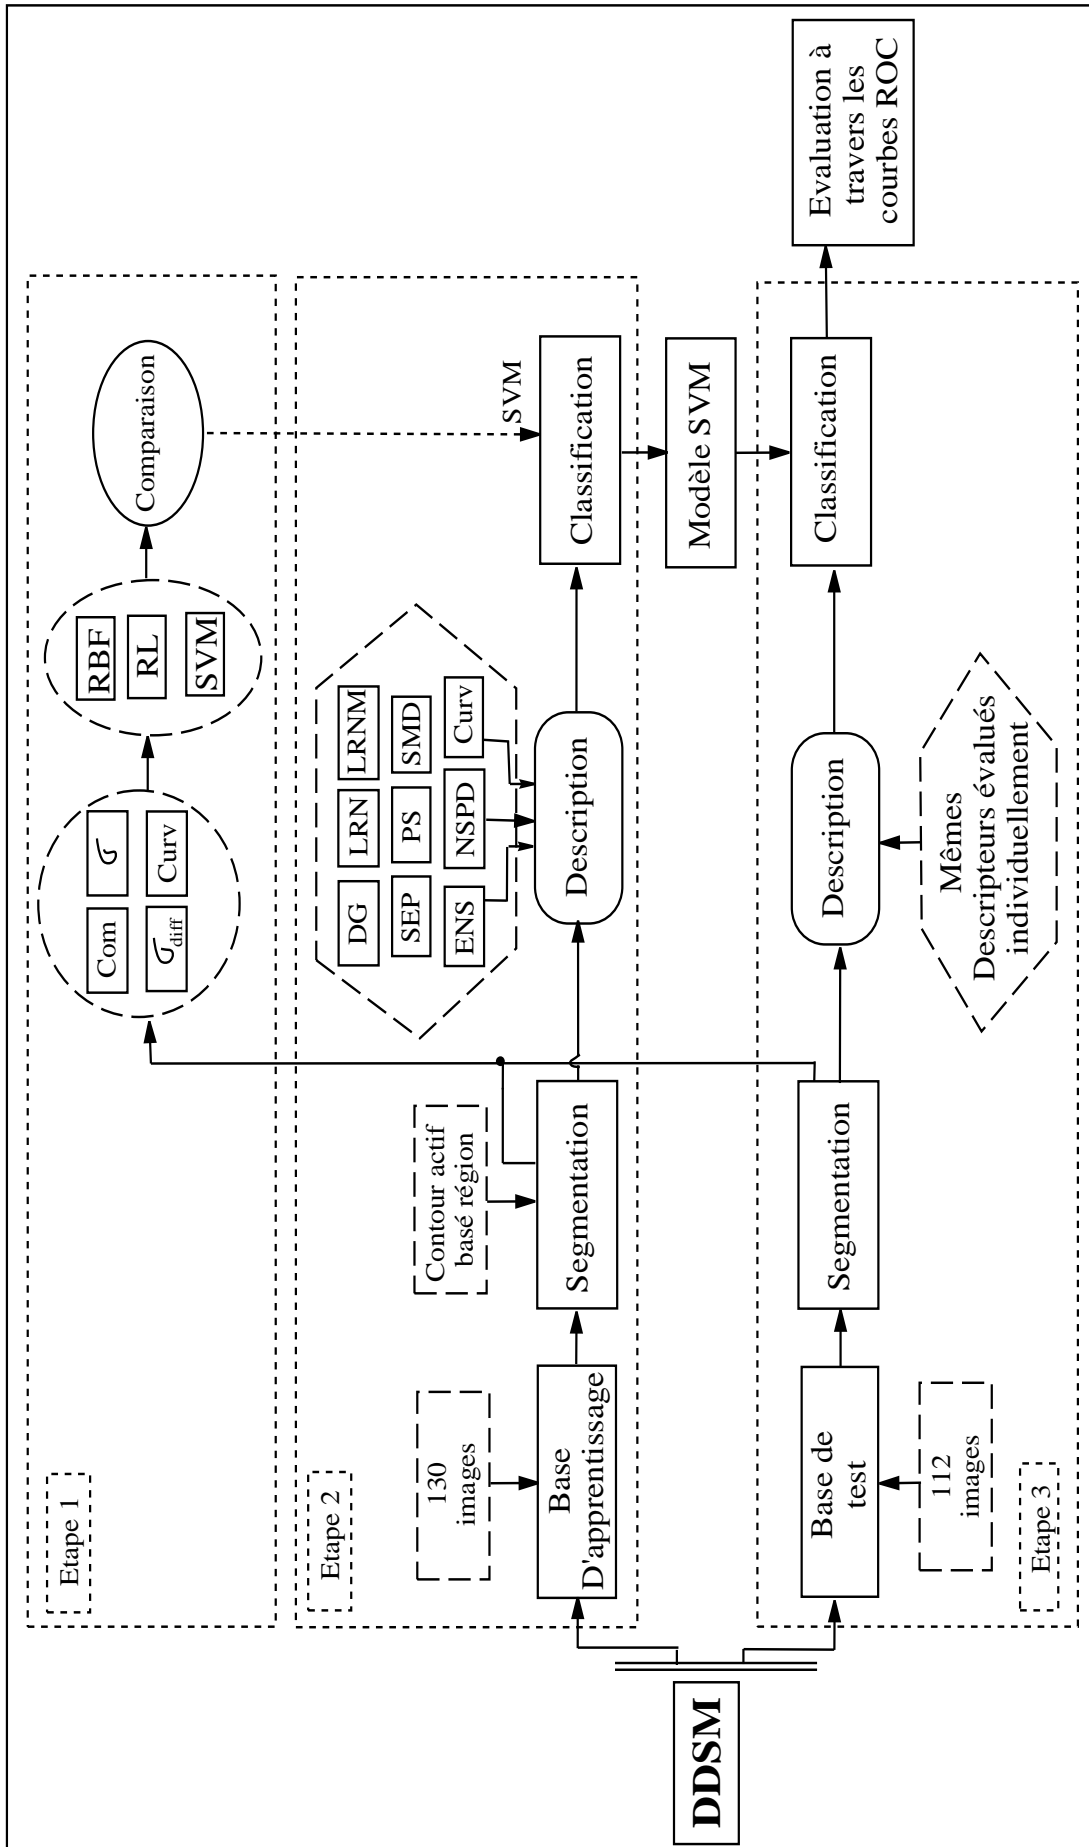 Etape 1
Com
σ
σdiff
Curv
RBF
RL
SVM
Comparaison
Etape 2
130
images
Base
D'apprentissage
Contour actif
basé région
Segmentation
DG
LRN
LRNM
SEP
PS
SMD
ENS
NSPD
Curv
Description
SVM
Classification
Modèle SVM
DDSM
Base de
test
112
images
Etape 3
Segmentation
Description
Mêmes
Descripteurs évalués
individuellement
Classification
Evaluation à
travers les
courbes ROC